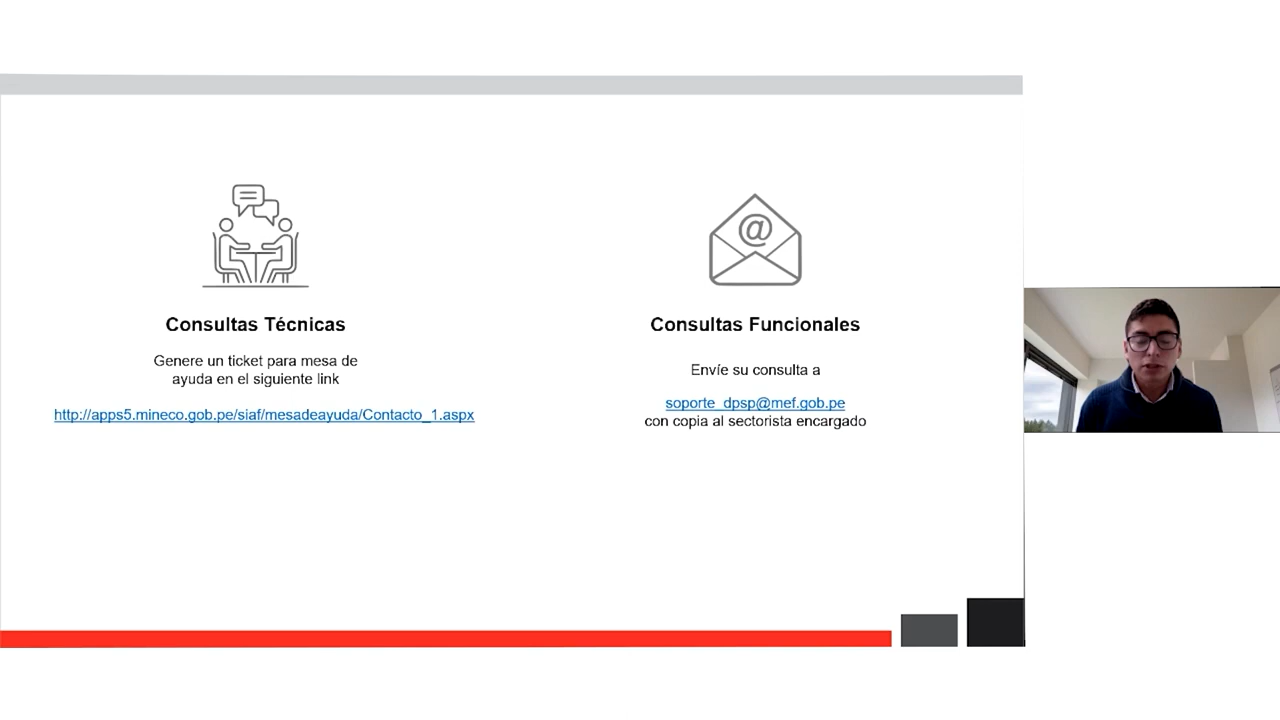 Consultas Técnicas
Genere un ticket para mesa de
ayuda en el siguiente link
http://apps5.mineco.gob.pe/siaf/mesadeayuda/Contacto_1.aspx
@
Consultas Funcionales
Envíe su consulta a
soporte_dpsp@mef.gob.pe
con copia al sectorista encargado